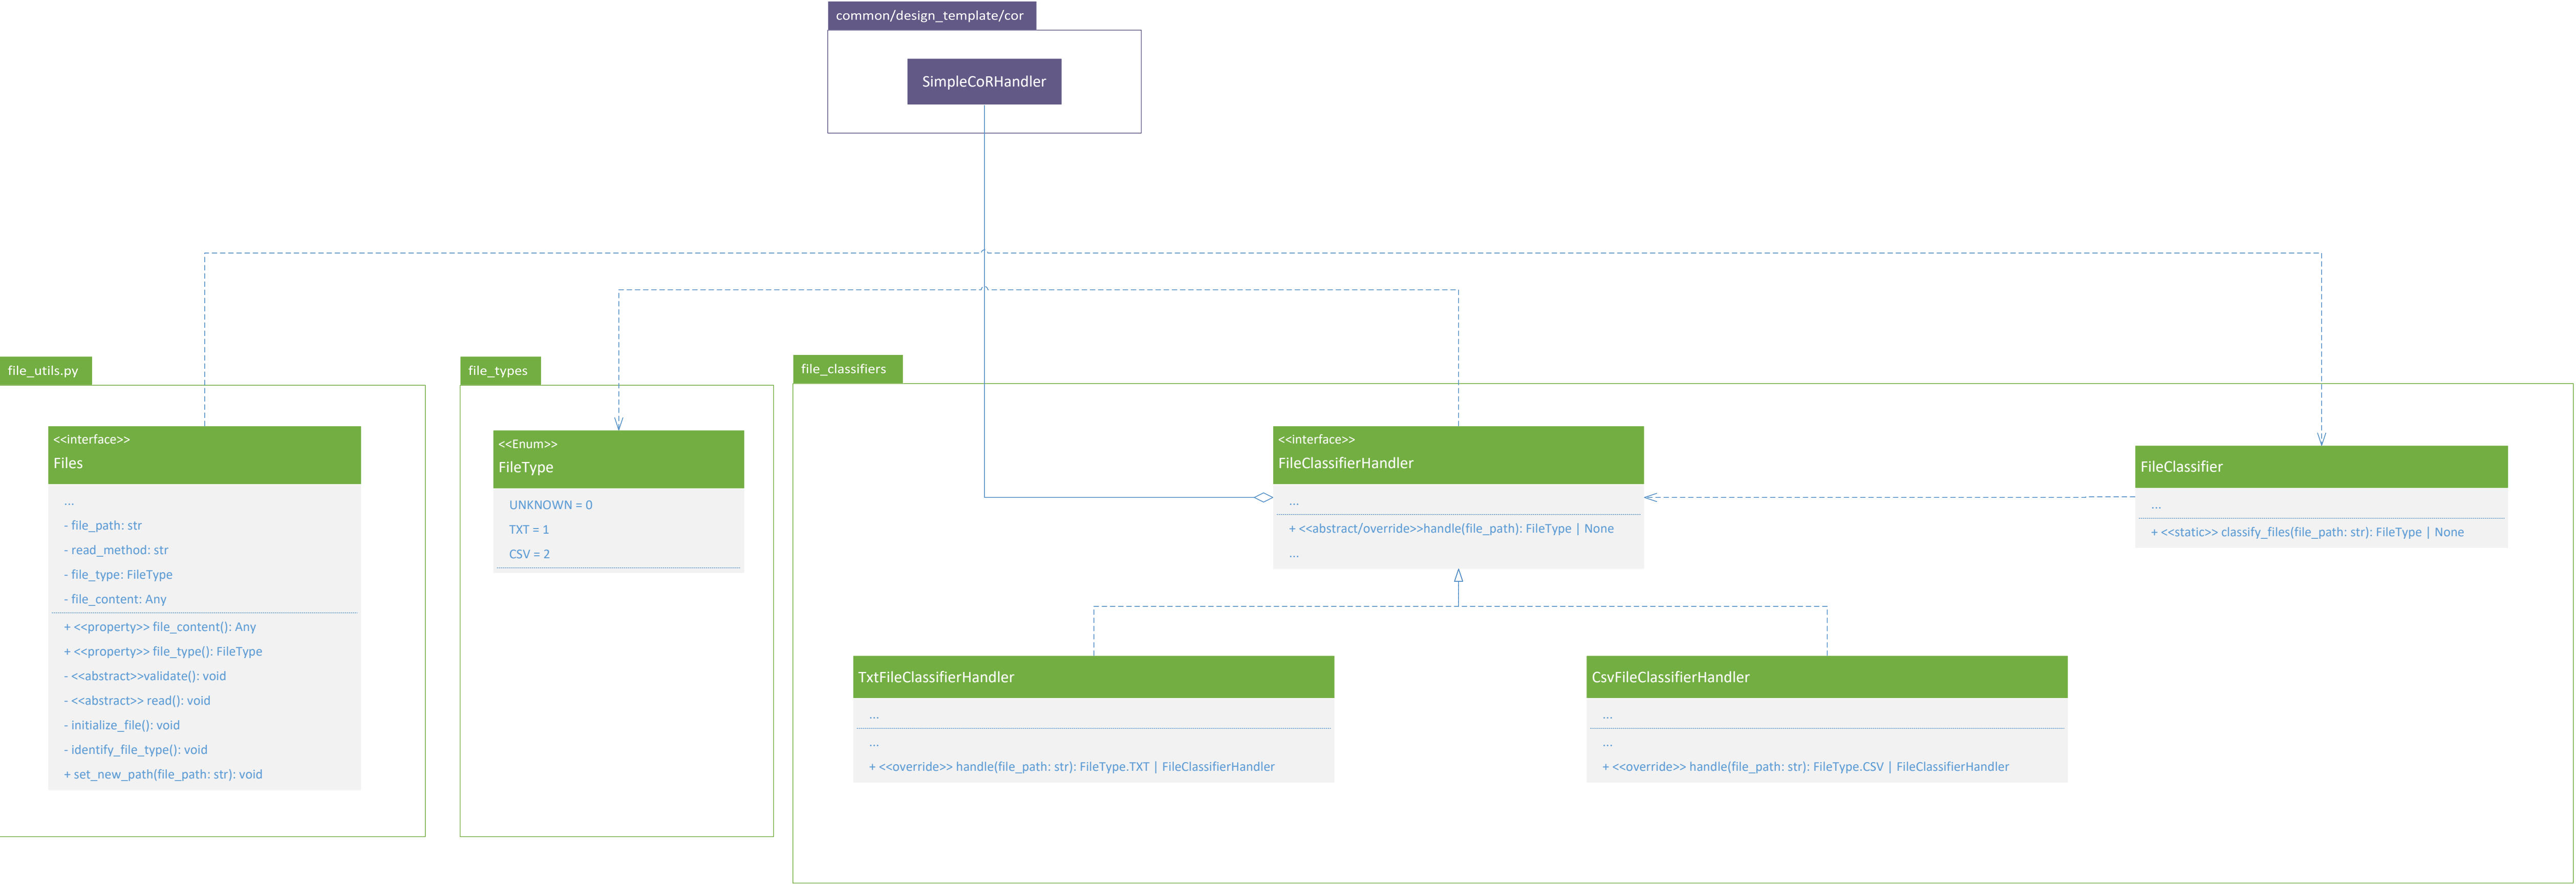 common/design_template/cor
SimpleCoRHandler
file_utils.py
<<interface>>
Files
...
- file_path: str
- read_method: str
- file_type: FileType
- file_content: Any
+ <<property>> file_content(): Any
+ <<property>> file_type(): FileType
- <<abstract>>validate(): void
- <<abstract>> read(): void
- initialize_file(): void
- identify_file_type(): void
+ set_new_path(file_path: str): void
file_types
<<Enum>>
FileType
UNKNOWN = 0
TXT = 1
CSV = 2
file_classifiers
<<interface>>
FileClassifierHandler
...
+ <<abstract/override>>handle(file_path): FileType | None
...
FileClassifier
...
+ <<static>> classify_files(file_path: str): FileType | None
TxtFileClassifierHandler
...
...
+ <<override>> handle(file_path: str): FileType.TXT | FileClassifierHandler
CsvFileClassifierHandler
...
...
+ <<override>> handle(file_path: str): FileType.CSV | FileClassifierHandler